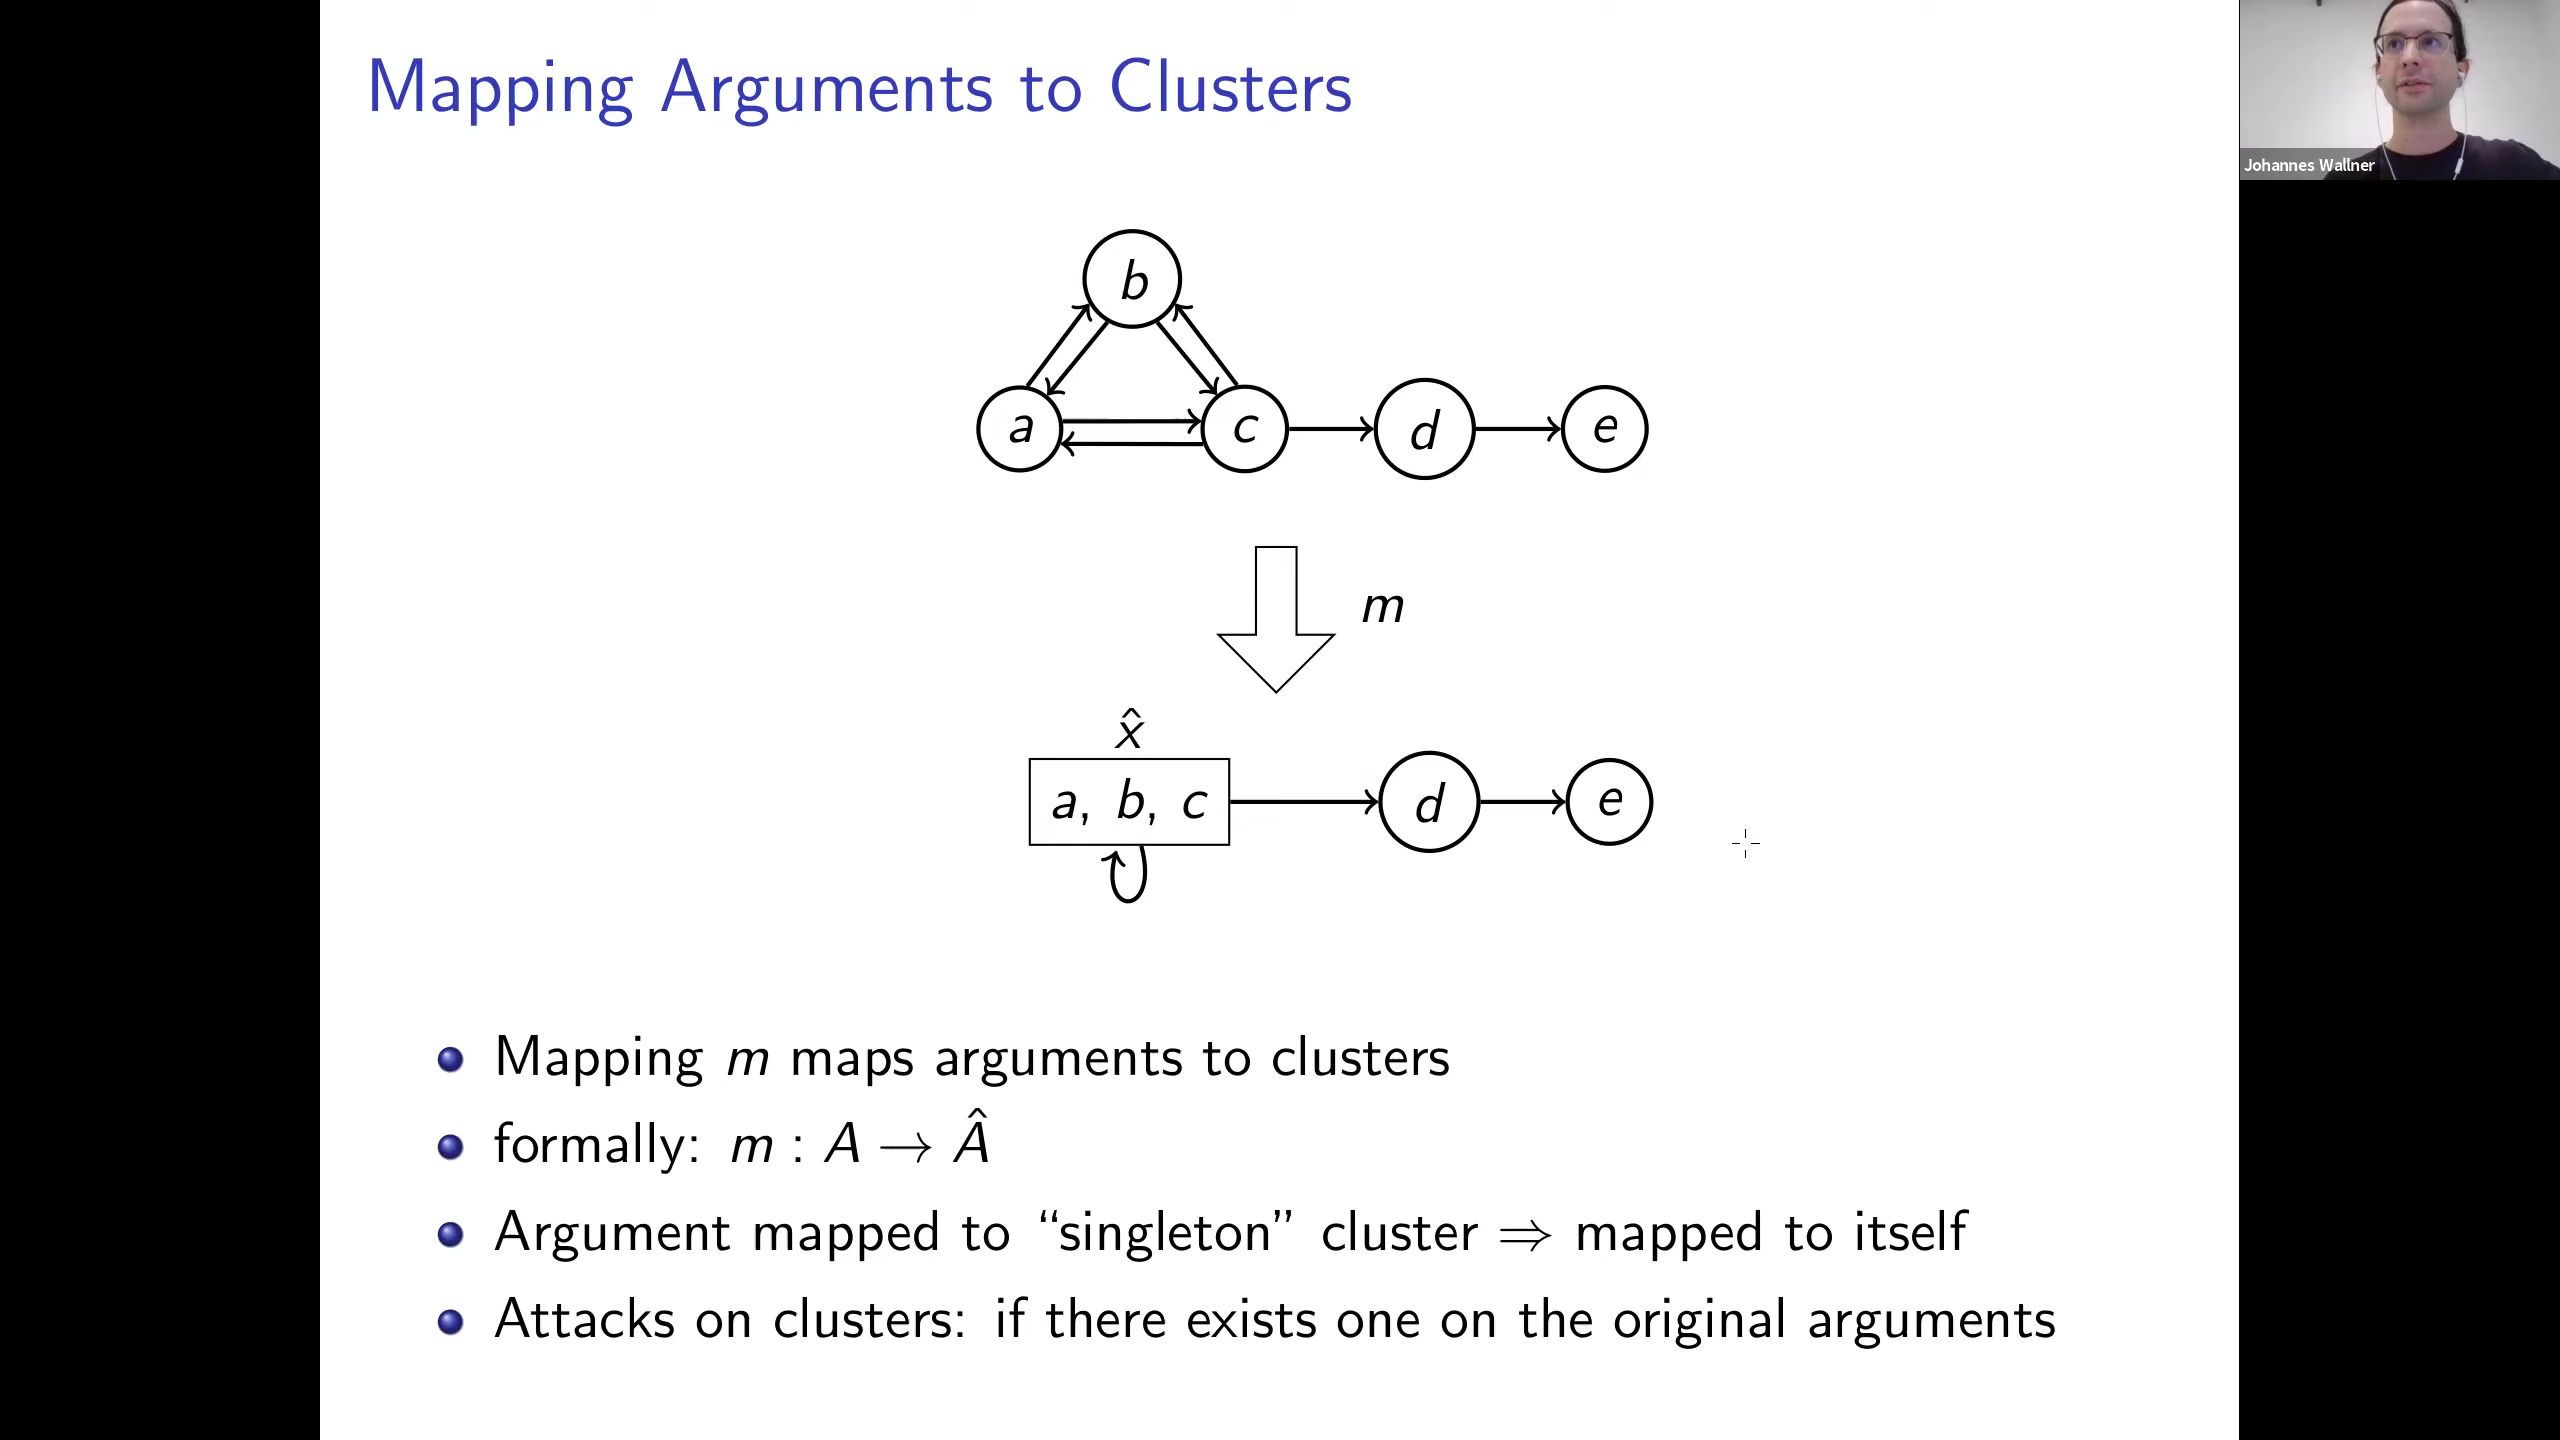 Mapping Arguments to Clusters
Johannes Wallner
b
a c d e
m
x̂
a, b, c d e
Mapping m maps arguments to clusters
formally: m : A → Â
Argument mapped to “singleton” cluster ⇒ mapped to itself
Attacks on clusters: if there exists one on the original arguments